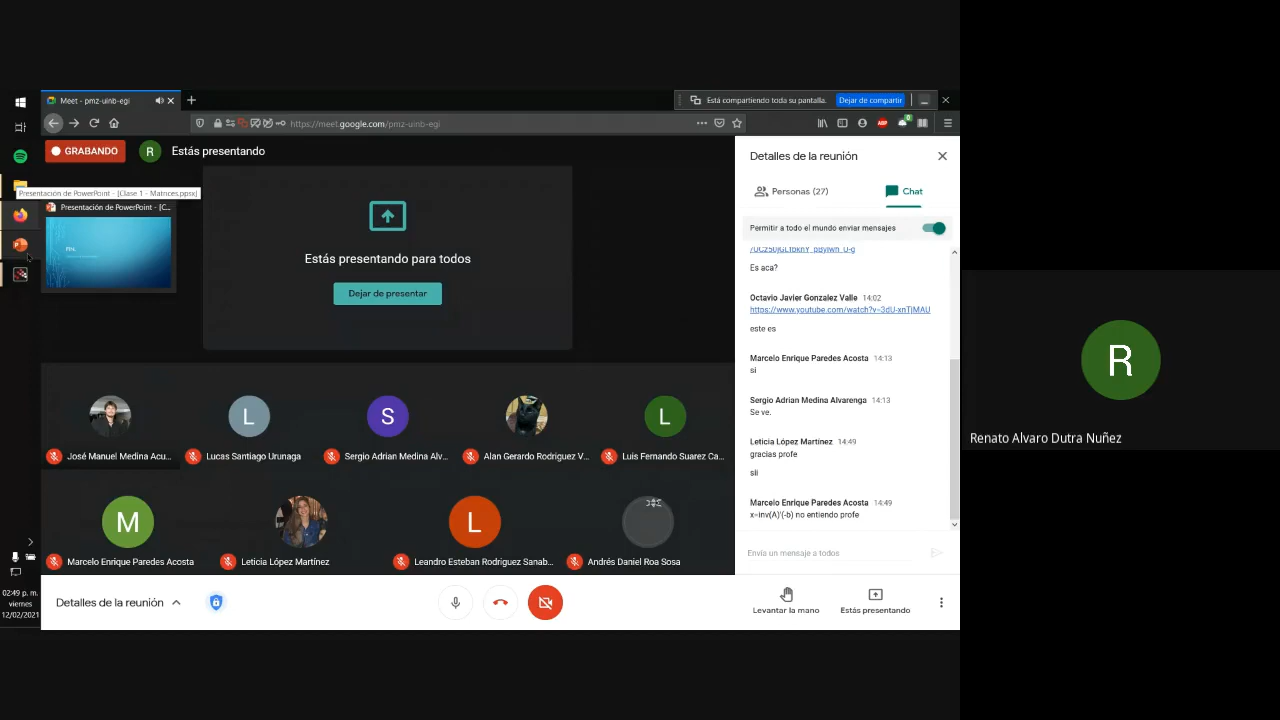 Meet - pmz-uinb-egi
Está compartiendo toda su pantalla.
Dejar de compartir
https://meet.google.com/pmz-uinb-egi
ABP
GRABANDO
R
Estás presentando
Presentación de PowerPoint - [Clase 1 - Matrices.ppsx]
Presentación de PowerPoint - [C...
Estás presentando para todos
Dejar de presentar
Detalles de la reunión
Personas (27)
Chat
Permitir a todo el mundo enviar mensajes
Es aca?
Octavio Javier Gonzalez Valle 14:02
https://www.youtube.com/watch?v=3dU-xnTjMAU
este es
Marcelo Enrique Paredes Acosta 14:13
si
Sergio Adrian Medina Alvarenga 14:13
Se ve.
Leticia López Martínez 14:49
gracias profe
sii
Marcelo Enrique Paredes Acosta 14:49
x=inv(A)'(-b) no entiendo profe
Envía un mensaje a todos
L
S
L
José Manuel Medina Acu...
Lucas Santiago Urunaga
Sergio Adrian Medina Alv...
Alan Gerardo Rodriguez V...
Luis Fernando Suarez Ca...
M
L
Marcelo Enrique Paredes Acosta
Leticia López Martínez
Leandro Esteban Rodriguez Sanab...
Andrés Daniel Roa Sosa
02:49 p. m.
viernes
12/02/2021
Detalles de la reunión
Levantar la mano
Estás presentando
R
Renato Alvaro Dutra Nuñez